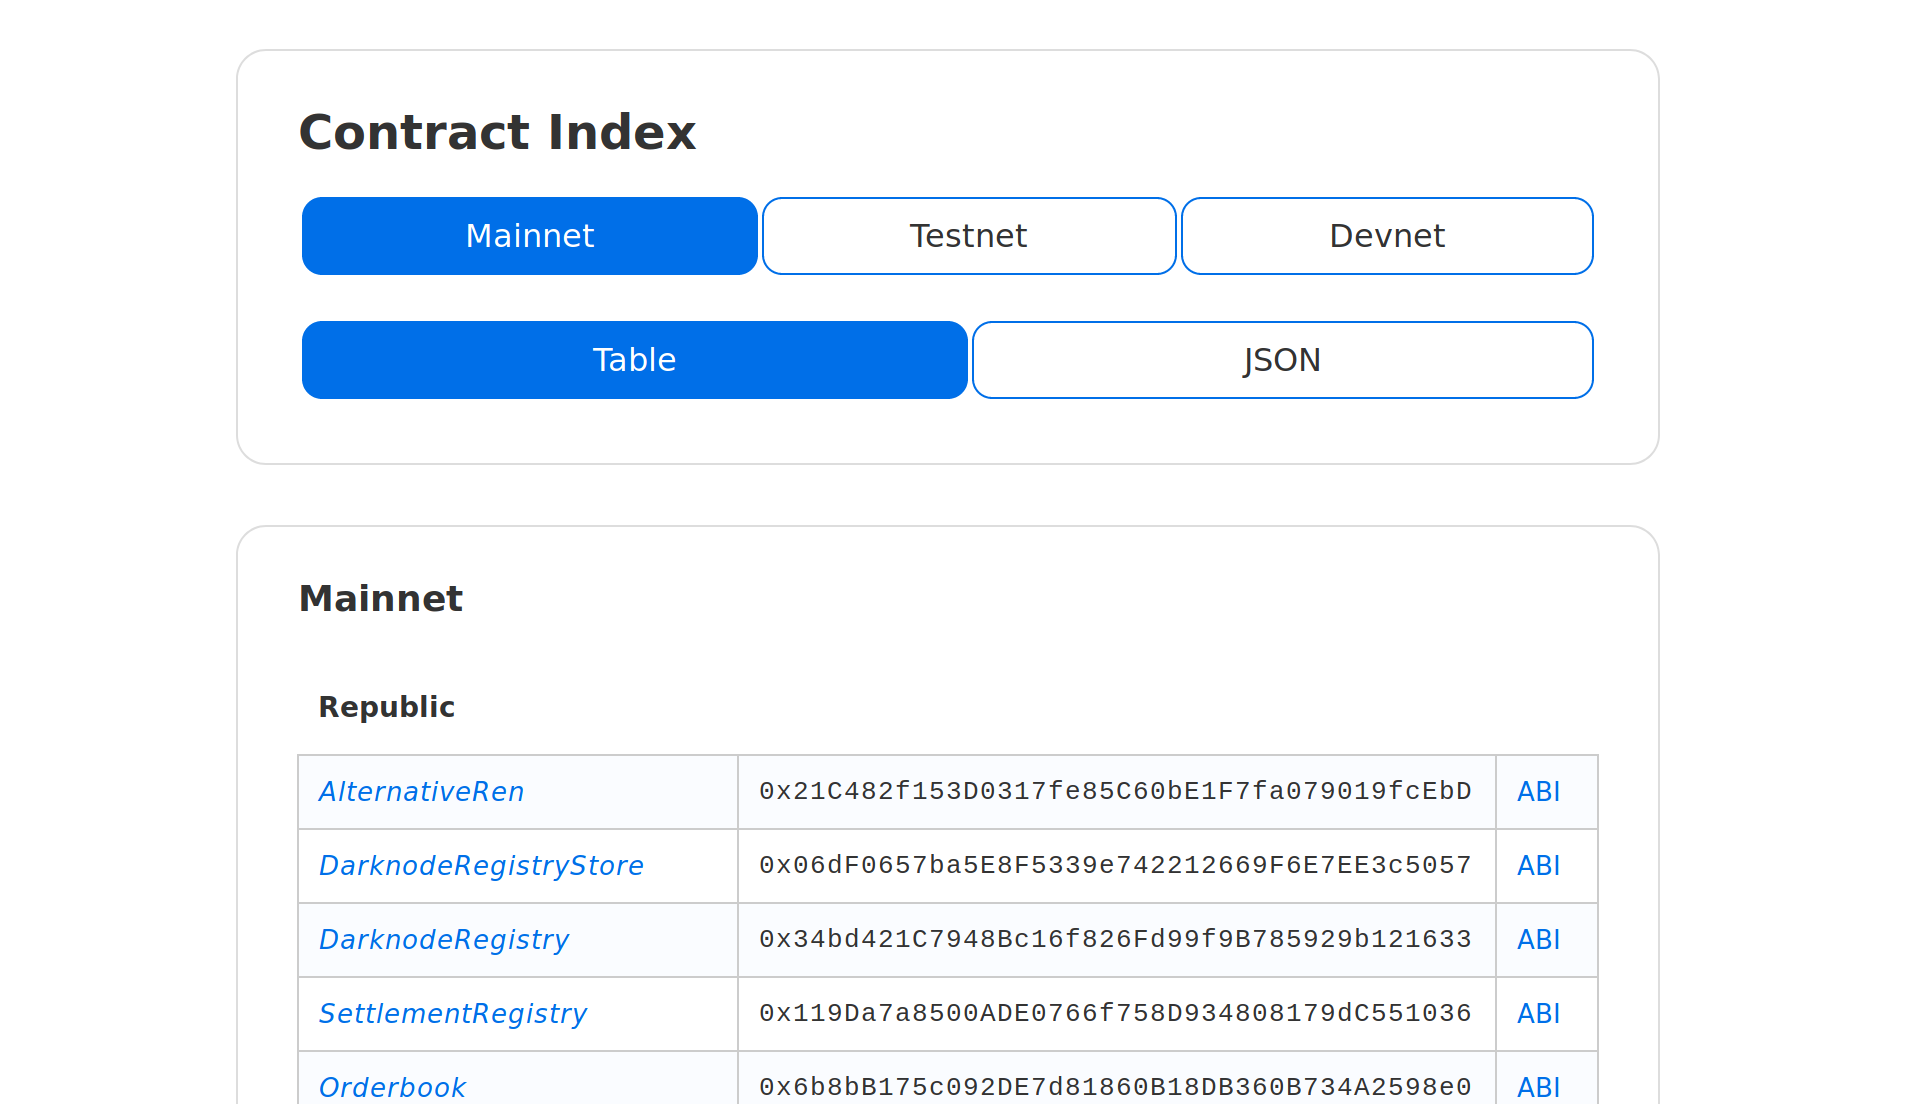 Contract Index
Mainnet Testnet Devnet
Table JSON
Mainnet
Republic
AlternativeRen 0x21C482f153D0317fe85C60bE1F7fa079019fcEbD ABI
DarknodeRegistryStore 0x06dF0657ba5E8F5339e742212669F6E7EE3c5057 ABI
DarknodeRegistry 0x34bd421C7948Bc16f826Fd99f9B785929b121633 ABI
SettlementRegistry 0x119Da7a8500ADE0766f758D934808179dC551036 ABI
Orderbook 0x6b8bB175c092DE7d81860B18DB360B734A2598e0 ABI